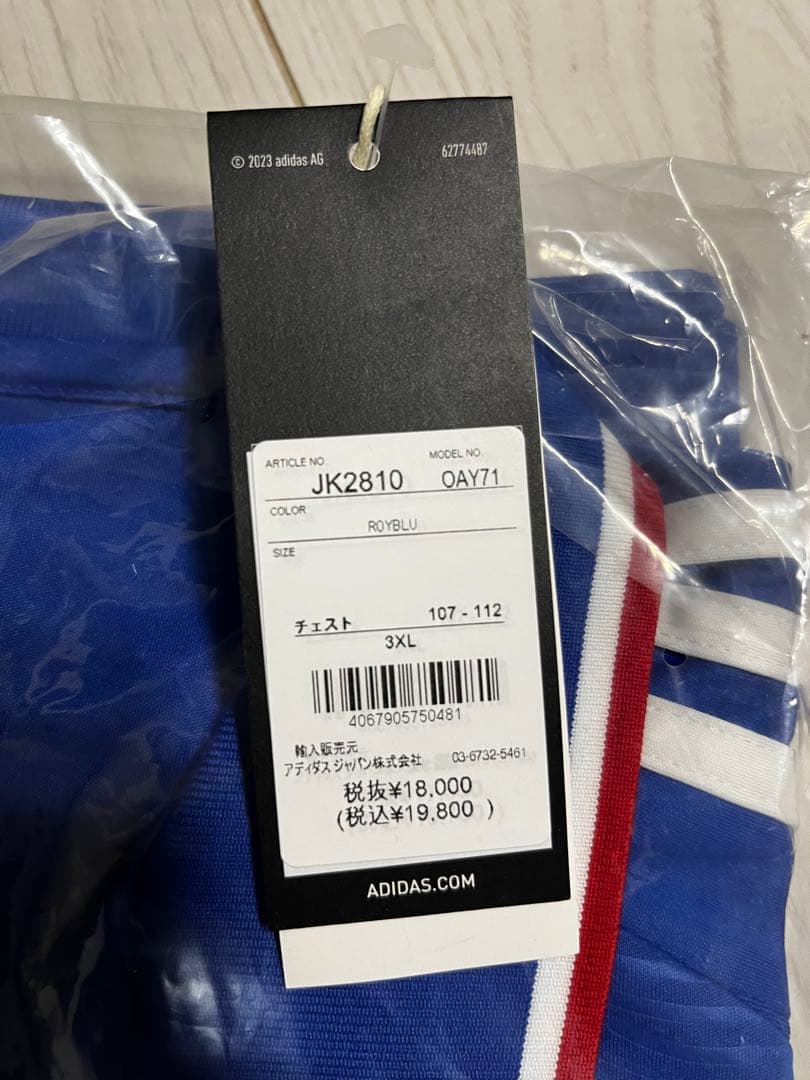 © 2023 adidas AG 62774487
ARTICLE NO. MODEL NO.
JK2810 OAY71
COLOR
ROYBLU
SIZE
チェスト 107 - 112
3XL
4067905750481
輸入販売元
アディダス ジャパン株式会社 03-6732-5461
税抜¥18,000
(税込¥19,800 )
ADIDAS.COM